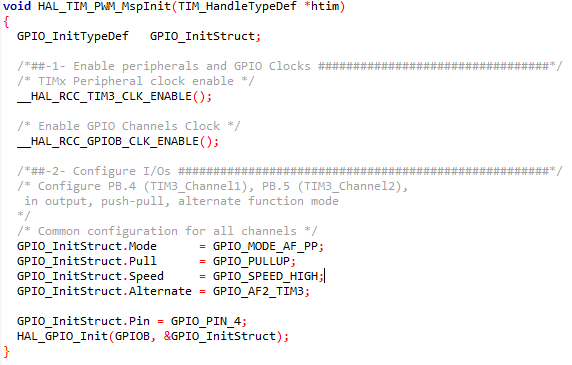 void HAL_TIM_PWM_MspInit(TIM_HandleTypeDef *htim)
{
  GPIO_InitTypeDef   GPIO_InitStruct;

  /*##-1- Enable peripherals and GPIO Clocks #################################*/
  /* TIMx Peripheral clock enable */
  __HAL_RCC_TIM3_CLK_ENABLE();

  /* Enable GPIO Channels Clock */
  __HAL_RCC_GPIOB_CLK_ENABLE();

  /*##-2- Configure I/Os #####################################################*/
  /* Configure PB.4 (TIM3_Channel1), PB.5 (TIM3_Channel2),
   in output, push-pull, alternate function mode
  */
  /* Common configuration for all channels */
  GPIO_InitStruct.Mode      = GPIO_MODE_AF_PP;
  GPIO_InitStruct.Pull      = GPIO_PULLUP;
  GPIO_InitStruct.Speed     = GPIO_SPEED_HIGH;
  GPIO_InitStruct.Alternate = GPIO_AF2_TIM3;

  GPIO_InitStruct.Pin = GPIO_PIN_4;
  HAL_GPIO_Init(GPIOB, &GPIO_InitStruct);
}